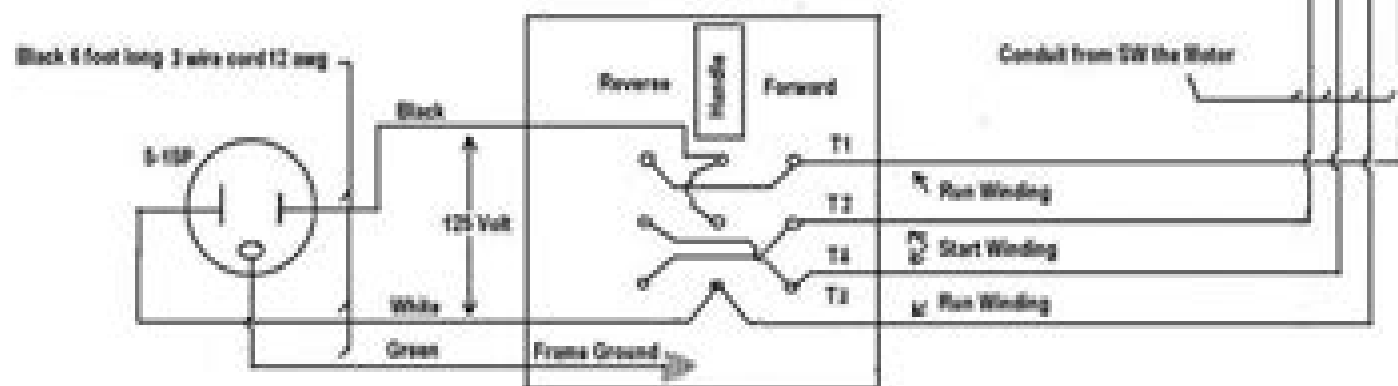 Black 6 foot long 3 wire cord 12 awg
Conduit from SW the Motor
Reverse
Handle
Forward
Black
5-15P
T1
Run Winding
125 Volt
T2
Start Winding
T4
T3
Run Winding
White
Green
Frame Ground